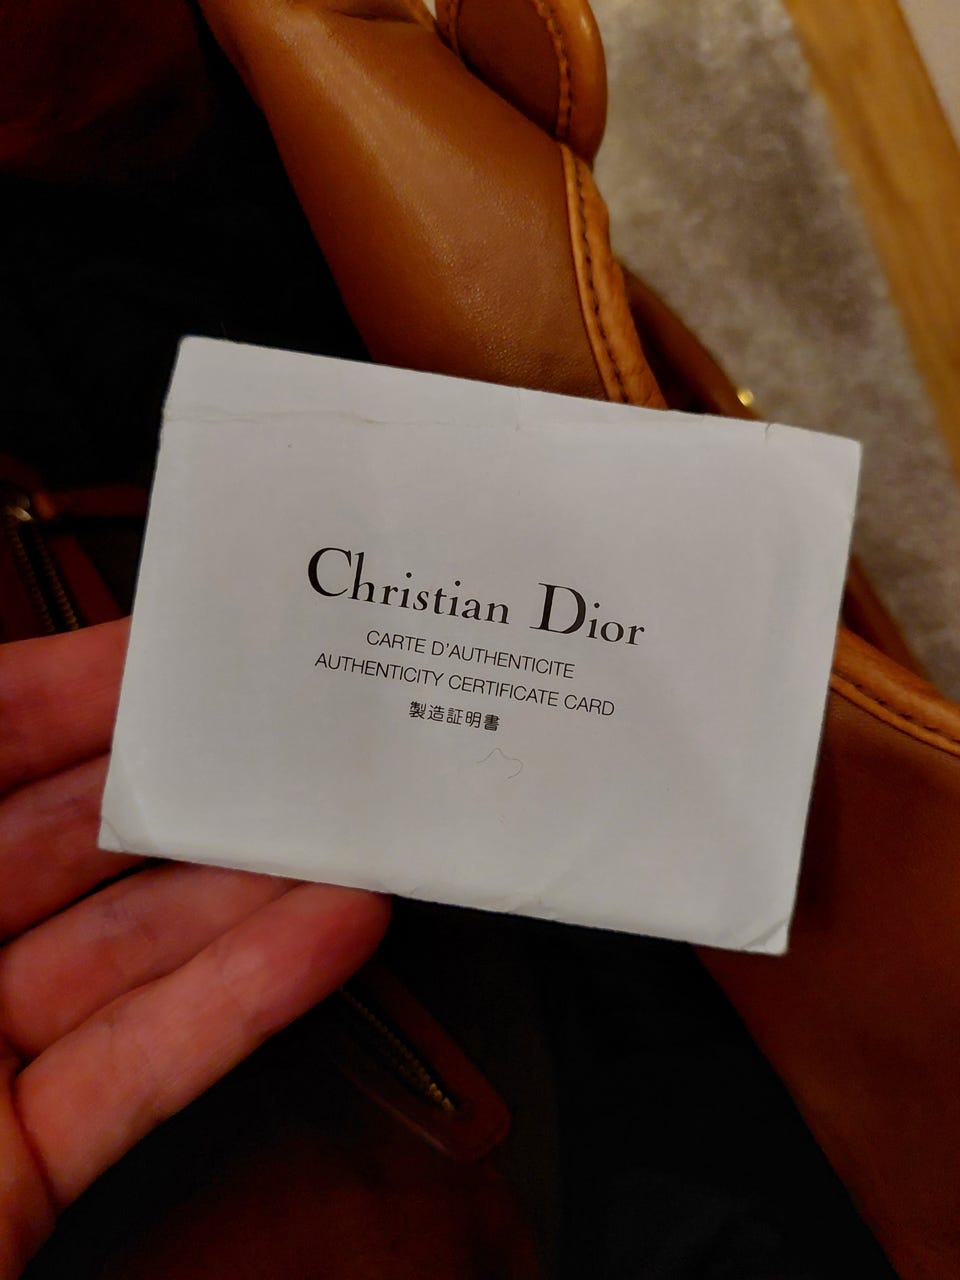 Christian Dior
CARTE D'AUTHENTICITE
AUTHENTICITY CERTIFICATE CARD
製造証明書